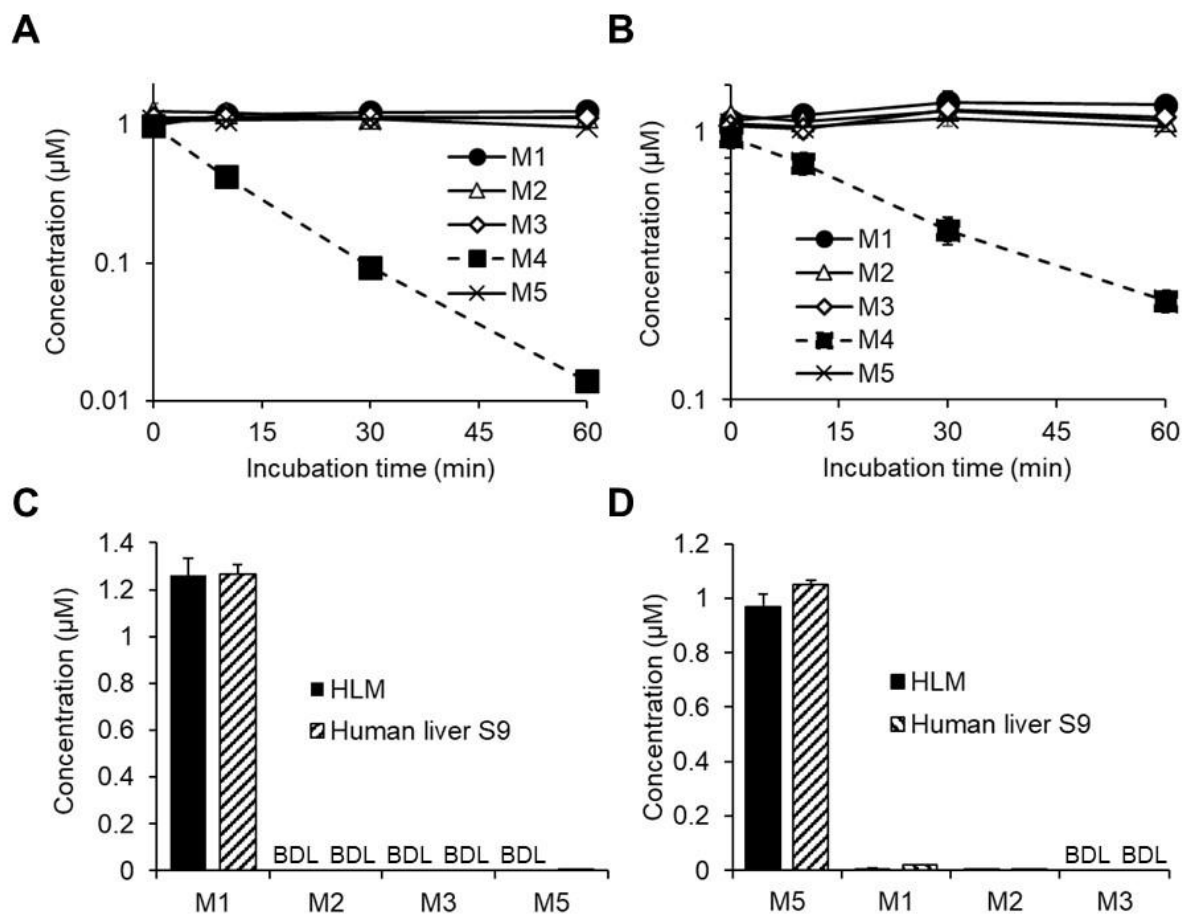 A
Concentration (µM)
1
0.1
0.01
M1
M2
M3
M4
M5
0 15 30 45 60
Incubation time (min)
B
Concentration (µM)
1
0.1
M1
M2
M3
M4
M5
0 15 30 45 60
Incubation time (min)
C
Concentration (µM)
1.4
1.2
1
0.8
0.6
0.4
0.2
0
HLM
Human liver S9
BDL BDL BDL BDL BDL
M1 M2 M3 M5
D
Concentration (µM)
1.2
1
0.8
0.6
0.4
0.2
0
HLM
Human liver S9
BDL BDL
M5 M1 M2 M3